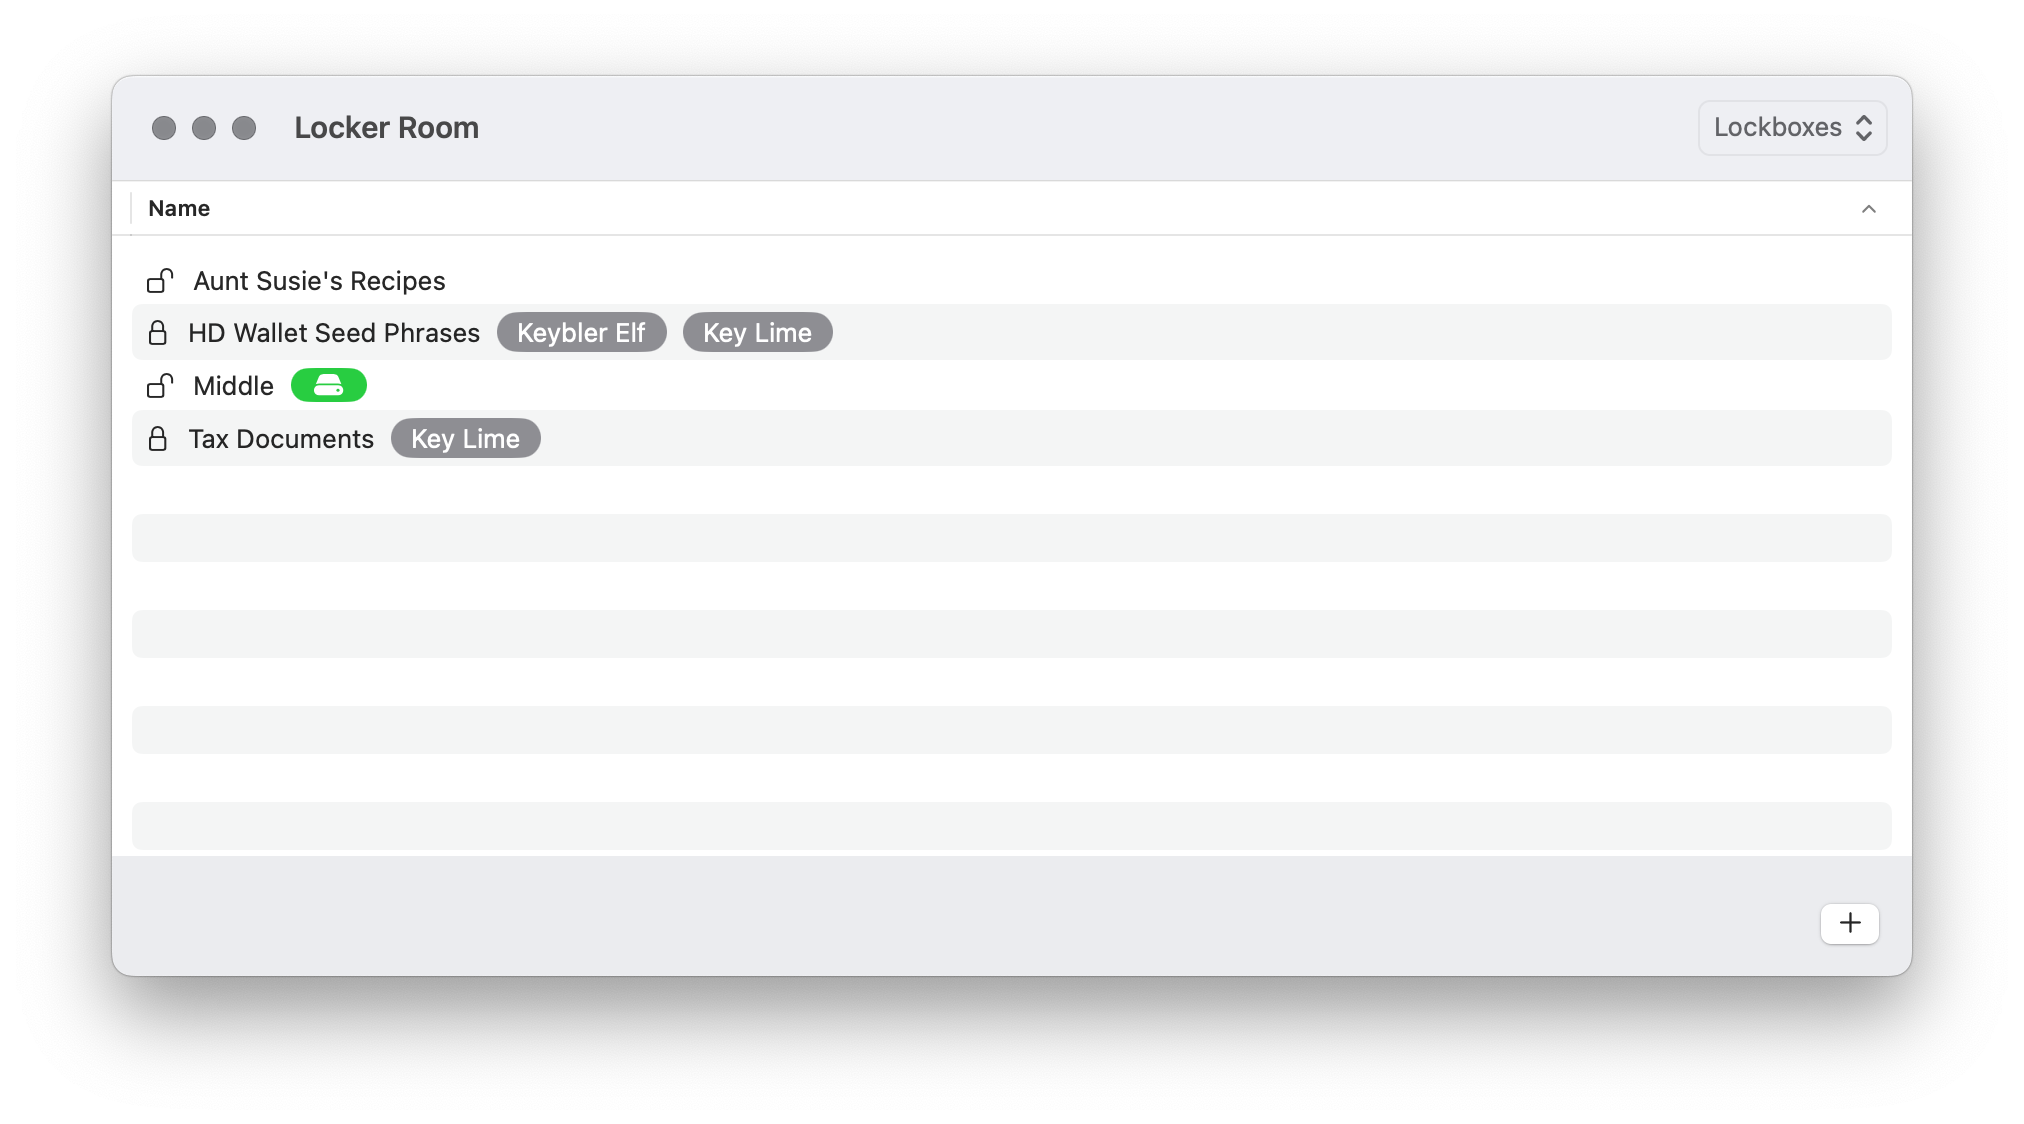 Locker Room
Lockboxes
Name
Aunt Susie's Recipes
HD Wallet Seed Phrases Keybler Elf Key Lime
Middle
Tax Documents Key Lime